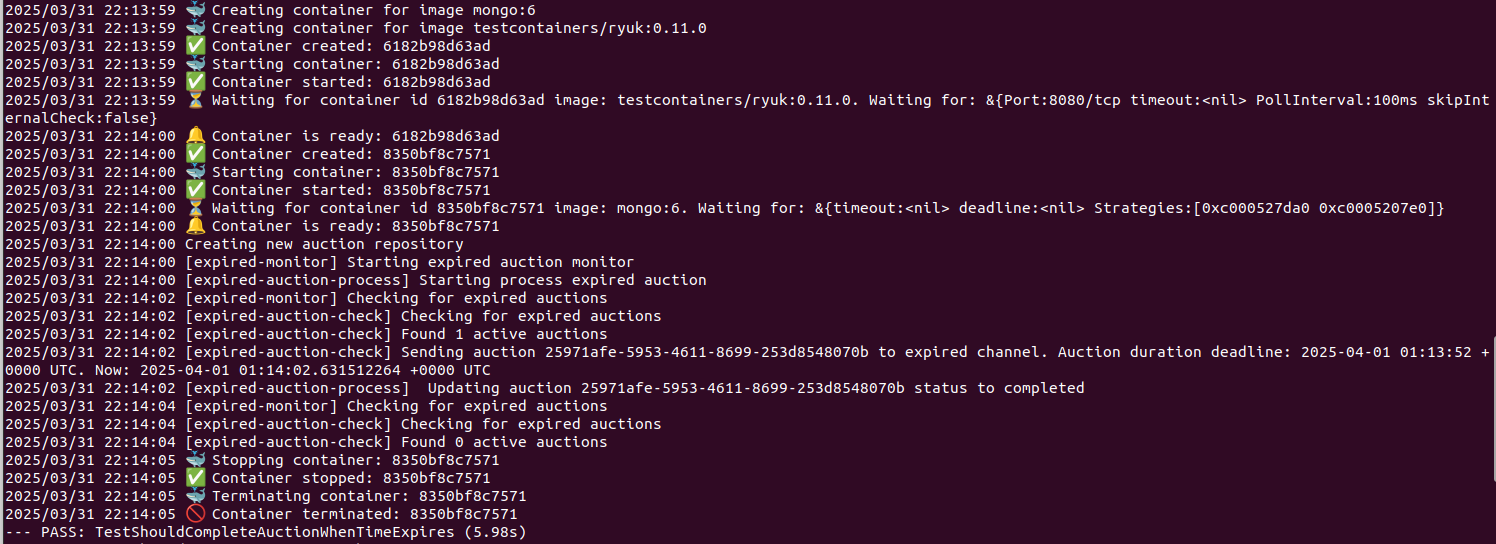 2025/03/31 22:13:59 🐳 Creating container for image mongo:6
2025/03/31 22:13:59 🐳 Creating container for image testcontainers/ryuk:0.11.0
2025/03/31 22:13:59 ✅ Container created: 6182b98d63ad
2025/03/31 22:13:59 🐳 Starting container: 6182b98d63ad
2025/03/31 22:13:59 ✅ Container started: 6182b98d63ad
2025/03/31 22:13:59 ⏳ Waiting for container id 6182b98d63ad image: testcontainers/ryuk:0.11.0. Waiting for: &{Port:8080/tcp timeout:<nil> PollInterval:100ms skipInt
ernalCheck:false}
2025/03/31 22:14:00 🔔 Container is ready: 6182b98d63ad
2025/03/31 22:14:00 ✅ Container created: 8350bf8c7571
2025/03/31 22:14:00 🐳 Starting container: 8350bf8c7571
2025/03/31 22:14:00 ✅ Container started: 8350bf8c7571
2025/03/31 22:14:00 ⏳ Waiting for container id 8350bf8c7571 image: mongo:6. Waiting for: &{timeout:<nil> deadline:<nil> Strategies:[0xc000527da0 0xc0005207e0]}
2025/03/31 22:14:00 🔔 Container is ready: 8350bf8c7571
2025/03/31 22:14:00 Creating new auction repository
2025/03/31 22:14:00 [expired-monitor] Starting expired auction monitor
2025/03/31 22:14:00 [expired-auction-process] Starting process expired auction
2025/03/31 22:14:02 [expired-monitor] Checking for expired auctions
2025/03/31 22:14:02 [expired-auction-check] Checking for expired auctions
2025/03/31 22:14:02 [expired-auction-check] Found 1 active auctions
2025/03/31 22:14:02 [expired-auction-check] Sending auction 25971afe-5953-4611-8699-253d8548070b to expired channel. Auction duration deadline: 2025-04-01 01:13:52 +
0000 UTC. Now: 2025-04-01 01:14:02.631512264 +0000 UTC
2025/03/31 22:14:02 [expired-auction-process]  Updating auction 25971afe-5953-4611-8699-253d8548070b status to completed
2025/03/31 22:14:04 [expired-monitor] Checking for expired auctions
2025/03/31 22:14:04 [expired-auction-check] Checking for expired auctions
2025/03/31 22:14:04 [expired-auction-check] Found 0 active auctions
2025/03/31 22:14:05 🐳 Stopping container: 8350bf8c7571
2025/03/31 22:14:05 ✅ Container stopped: 8350bf8c7571
2025/03/31 22:14:05 🐳 Terminating container: 8350bf8c7571
2025/03/31 22:14:05 🚫 Container terminated: 8350bf8c7571
--- PASS: TestShouldCompleteAuctionWhenTimeExpires (5.98s)